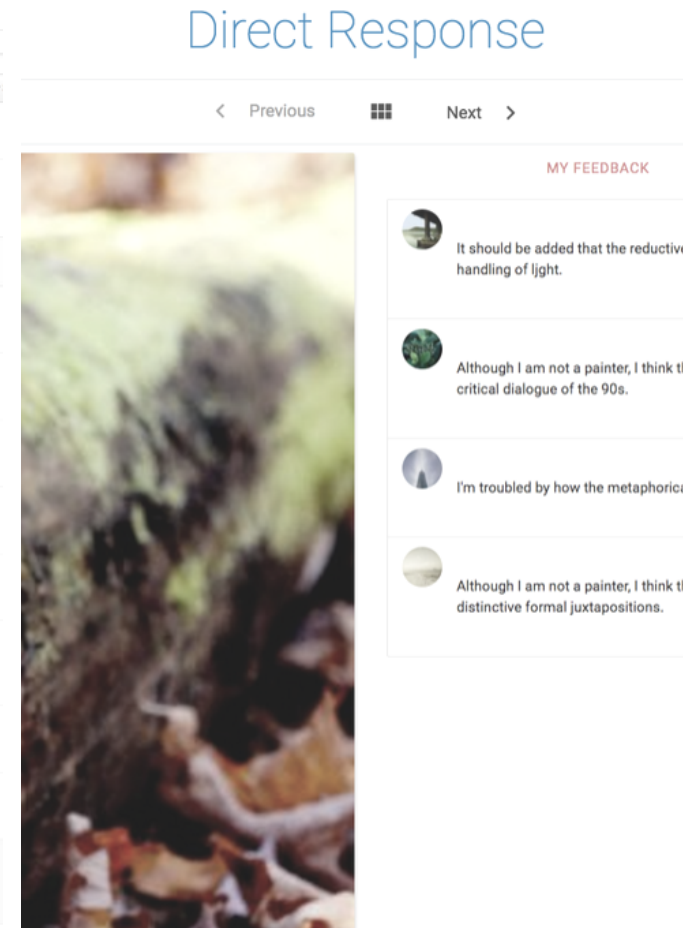 Direct Response
Previous
Next
MY FEEDBACK
It should be added that the reductive
handling of ljght.
Although I am not a painter, I think
critical dialogue of the 90s.
I'm troubled by how the
Although I am not a painter, I think
distinctive formal juxtapositions.